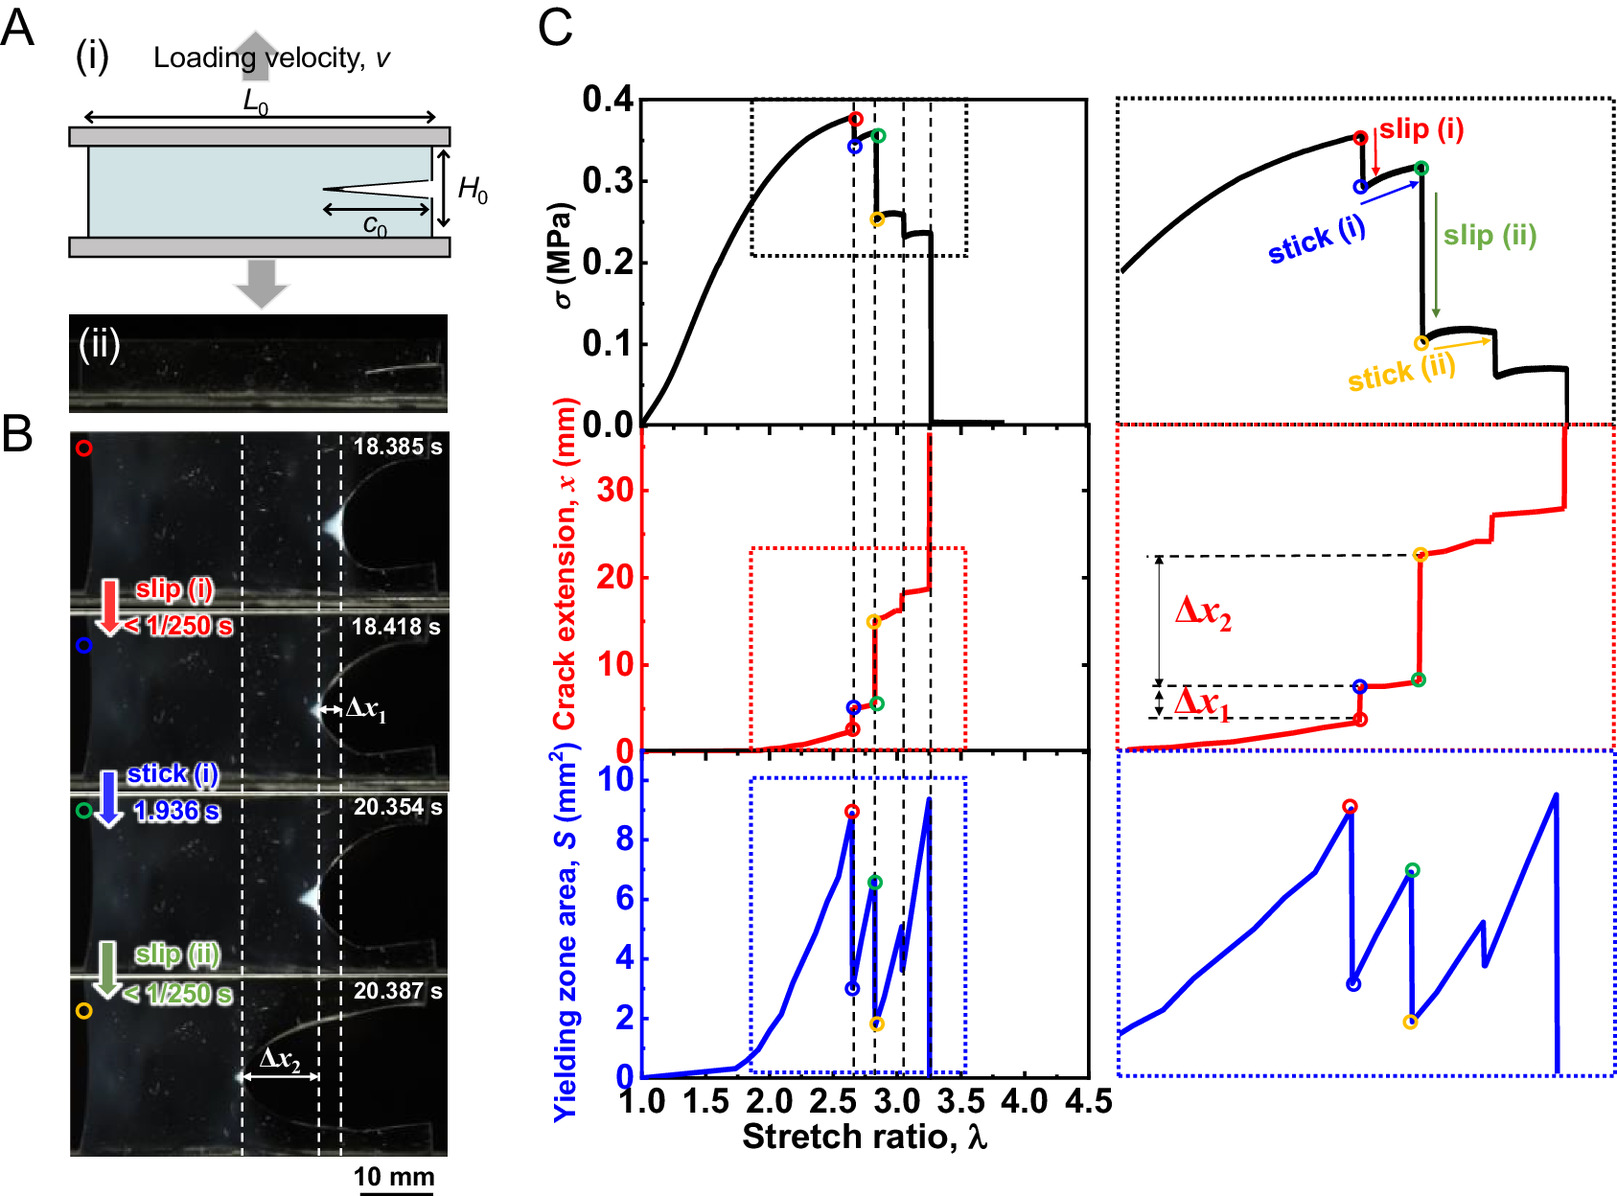 A
(i)
Loading velocity, v
L0
H0
c0
(ii)
B
18.385 s
slip (i)
< 1/250 s
18.418 s
Δx1
stick (i)
1.936 s
20.354 s
slip (ii)
< 1/250 s
20.387 s
Δx2
10 mm
C
σ (MPa)
0.4
0.3
0.2
0.1
0.0
slip (i)
stick (i)
slip (ii)
stick (ii)
Crack extension, x (mm)
30
20
10
0
Δx2
Δx1
Yielding zone area, S (mm2)
10
8
6
4
2
0
1.0 1.5 2.0 2.5 3.0 3.5 4.0 4.5
Stretch ratio, λ